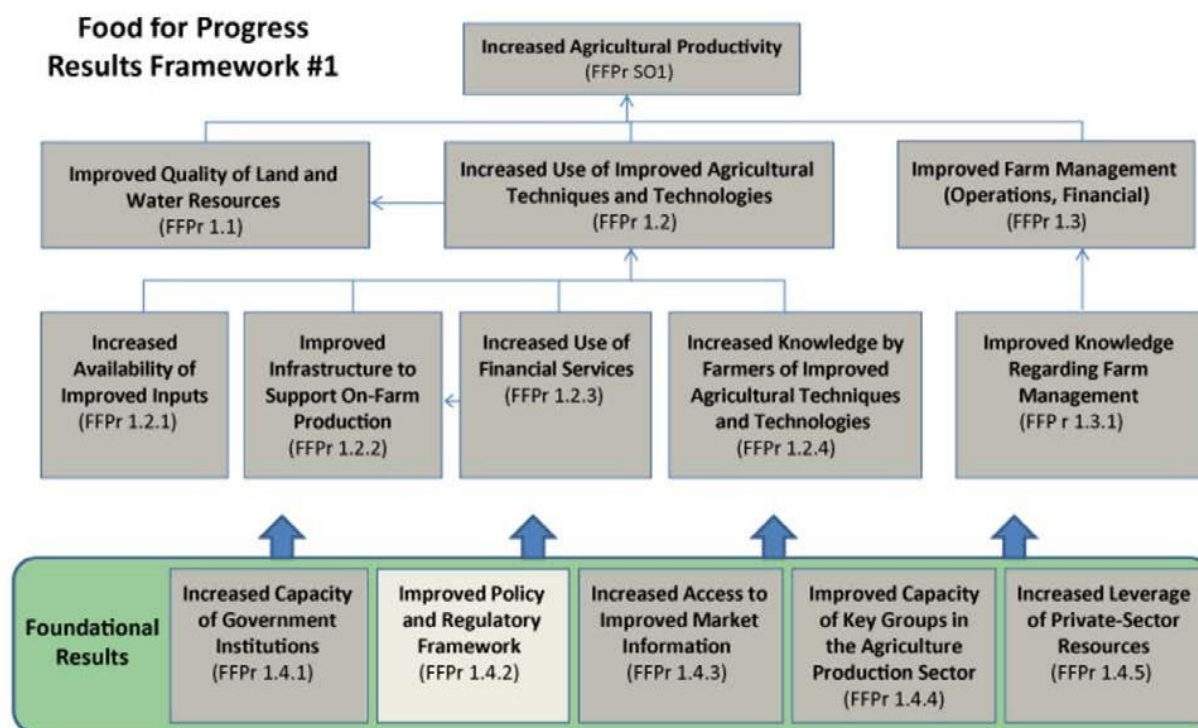 Food for Progress
Results Framework #1
Increased Agricultural Productivity
(FFPr SO1)
Improved Quality of Land and
Water Resources
(FFPr 1.1)
Increased Use of Improved Agricultural
Techniques and Technologies
(FFPr 1.2)
Improved Farm Management
(Operations, Financial)
(FFPr 1.3)
Increased
Availability of
Improved Inputs
(FFPr 1.2.1)
Improved
Infrastructure to
Support On-Farm
Production
(FFPr 1.2.2)
Increased Use of
Financial Services
(FFPr 1.2.3)
Increased Knowledge by
Farmers of Improved
Agricultural Techniques
and Technologies
(FFPr 1.2.4)
Improved Knowledge
Regarding Farm
Management
(FFP r 1.3.1)
Foundational
Results
Increased Capacity
of Government
Institutions
(FFPr 1.4.1)
Improved Policy
and Regulatory
Framework
(FFPr 1.4.2)
Increased Access to
Improved Market
Information
(FFPr 1.4.3)
Improved Capacity
of Key Groups in
the Agriculture
Production Sector
(FFPr 1.4.4)
Increased Leverage
of Private-Sector
Resources
(FFPr 1.4.5)